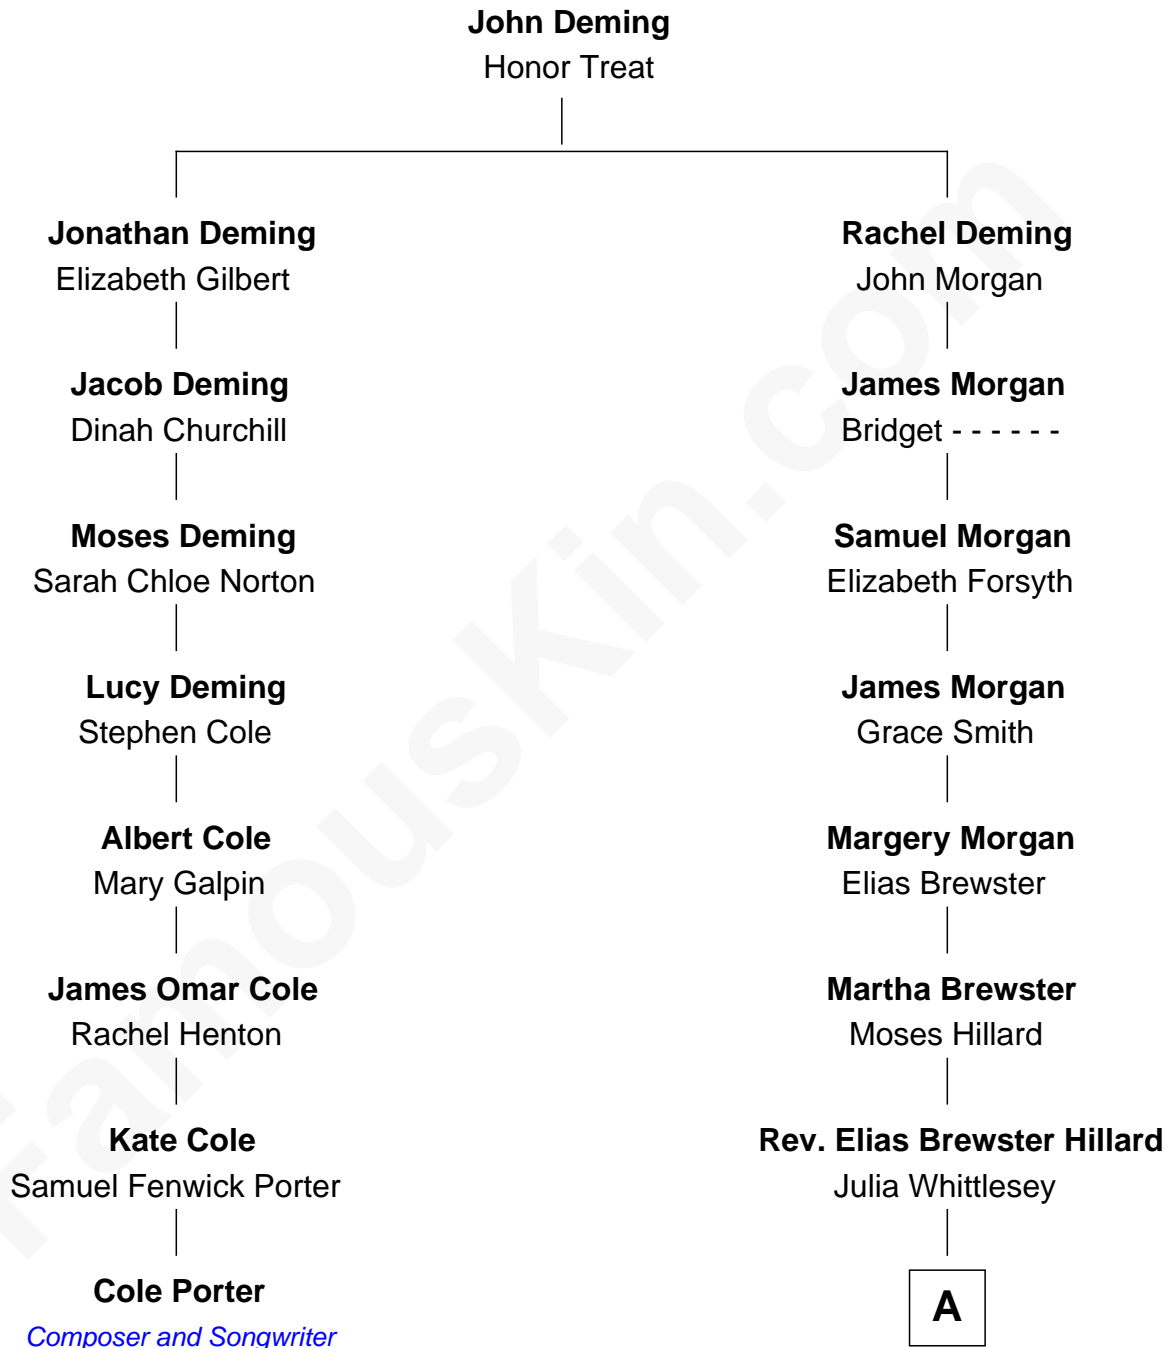 John Deming
Honor Treat
Jonathan Deming
Elizabeth Gilbert
Rachel Deming
John Morgan
Jacob Deming
Dinah Churchill
James Morgan
Bridget - - - - - -
Moses Deming
Sarah Chloe Norton
Samuel Morgan
Elizabeth Forsyth
Lucy Deming
Stephen Cole
James Morgan
Grace Smith
Albert Cole
Mary Galpin
Margery Morgan
Elias Brewster
James Omar Cole
Rachel Henton
Martha Brewster
Moses Hillard
Kate Cole
Samuel Fenwick Porter
Rev. Elias Brewster Hillard
Julia Whittlesey
Cole Porter
Composer and Songwriter
A
FamousKin.com